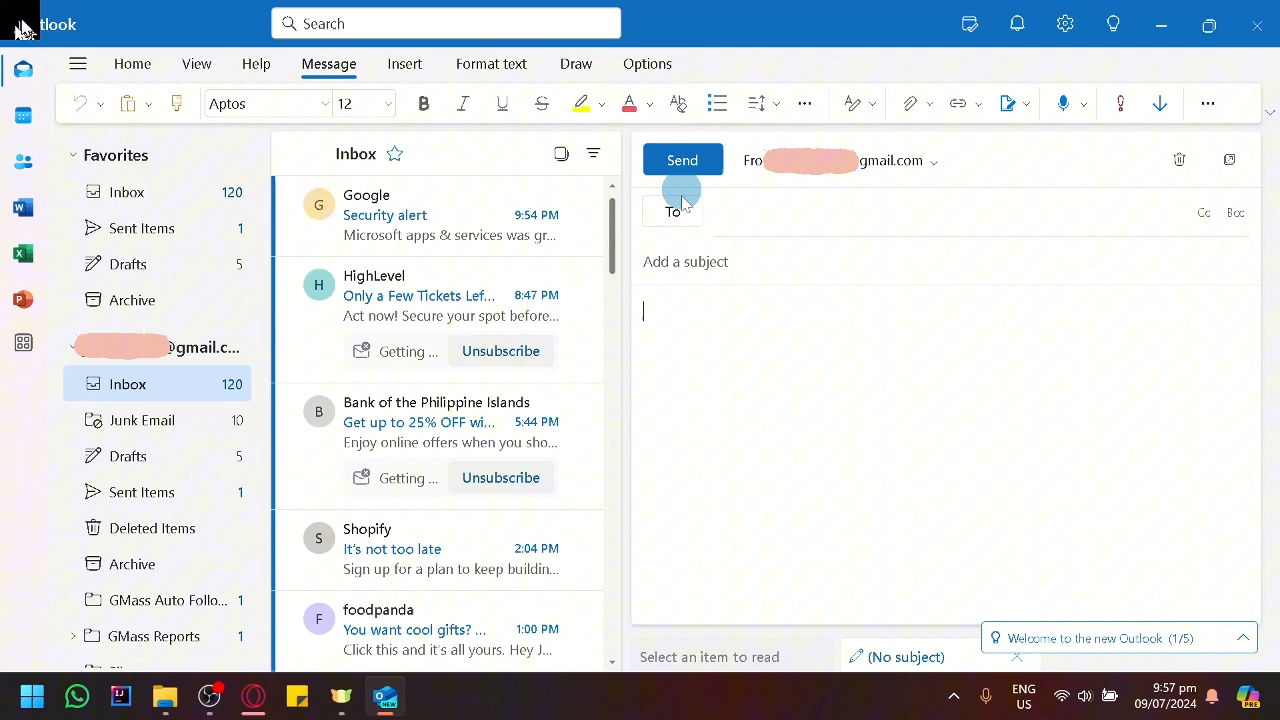 tlook
Search
Home View Help Message Insert Format text Draw Options
Aptos 12
Favorites
Inbox 120
Sent Items 1
Drafts 5
Archive
@gmail.c...
Inbox 120
Junk Email 10
Drafts 5
Sent Items 1
Deleted Items
Archive
GMass Auto Follo... 1
GMass Reports 1
Inbox
G Google
Security alert 9:54 PM
Microsoft apps & services was gr...
H HighLevel
Only a Few Tickets Lef... 8:47 PM
Act now! Secure your spot before...
Getting ... Unsubscribe
B Bank of the Philippine Islands
Get up to 25% OFF wi... 5:44 PM
Enjoy online offers when you sho...
Getting ... Unsubscribe
S Shopify
It's not too late 2:04 PM
Sign up for a plan to keep buildin...
F foodpanda
You want cool gifts? ... 1:00 PM
Click this and it's all yours. Hey J...
Send Fro gmail.com
To Cc Bcc
Add a subject
Welcome to the new Outlook (1/5)
Select an item to read (No subject)
ENG
US
9:57 pm
09/07/2024
NEW
PRE